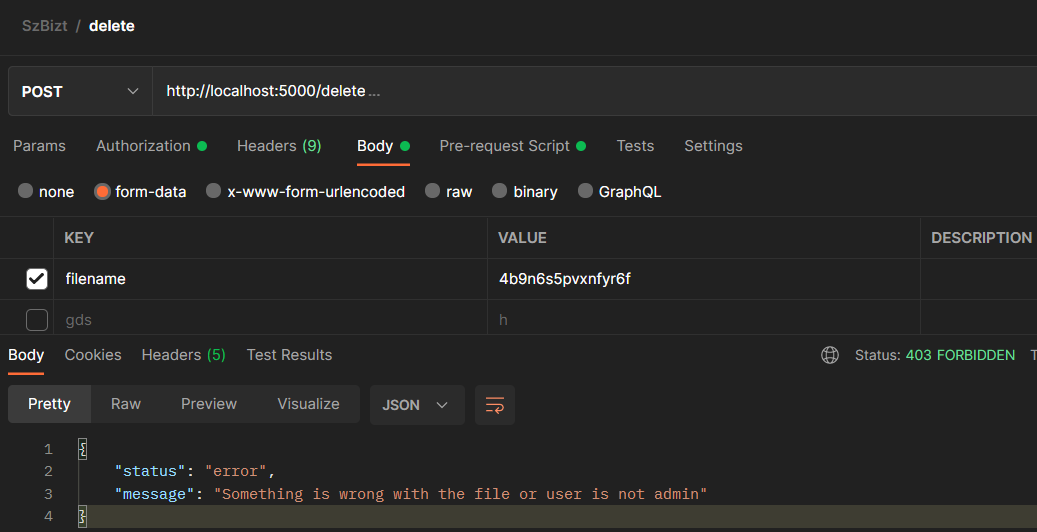 SzBizt / delete
POST http://localhost:5000/delete ...
Params Authorization Headers (9) Body Pre-request Script Tests Settings
none form-data x-www-form-urlencoded raw binary GraphQL
KEY VALUE DESCRIPTION
filename 4b9n6s5pvxnfyr6f
gds h
Body Cookies Headers (5) Test Results Status: 403 FORBIDDEN T
Pretty Raw Preview Visualize JSON
1 {
2 "status": "error",
3 "message": "Something is wrong with the file or user is not admin"
4 }